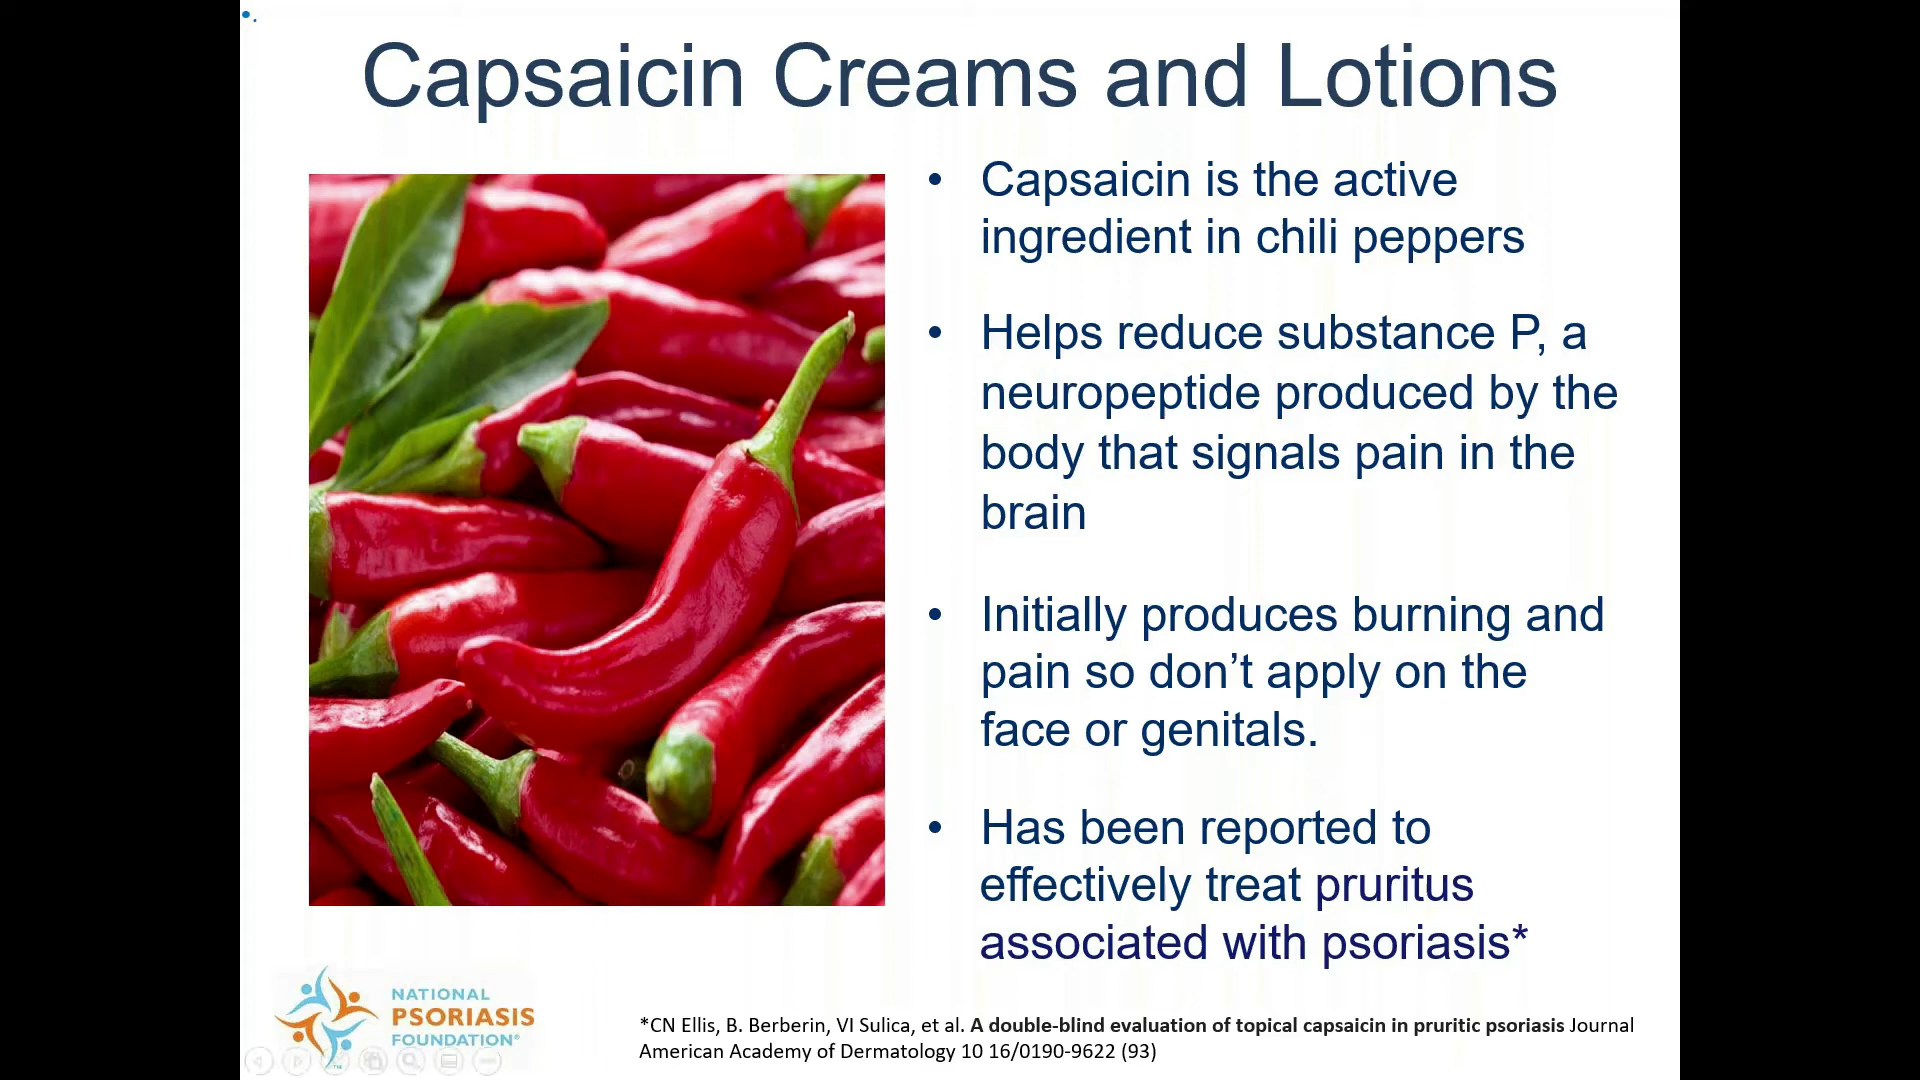 Capsaicin Creams and Lotions
• Capsaicin is the active
ingredient in chili peppers
• Helps reduce substance P, a
neuropeptide produced by the
body that signals pain in the
brain
• Initially produces burning and
pain so don’t apply on the
face or genitals.
• Has been reported to
effectively treat pruritus
associated with psoriasis*
NATIONAL
PSORIASIS
FOUNDATION®
TM
*CN Ellis, B. Berberin, VI Sulica, et al. A double-blind evaluation of topical capsaicin in pruritic psoriasis Journal
American Academy of Dermatology 10 16/0190-9622 (93)